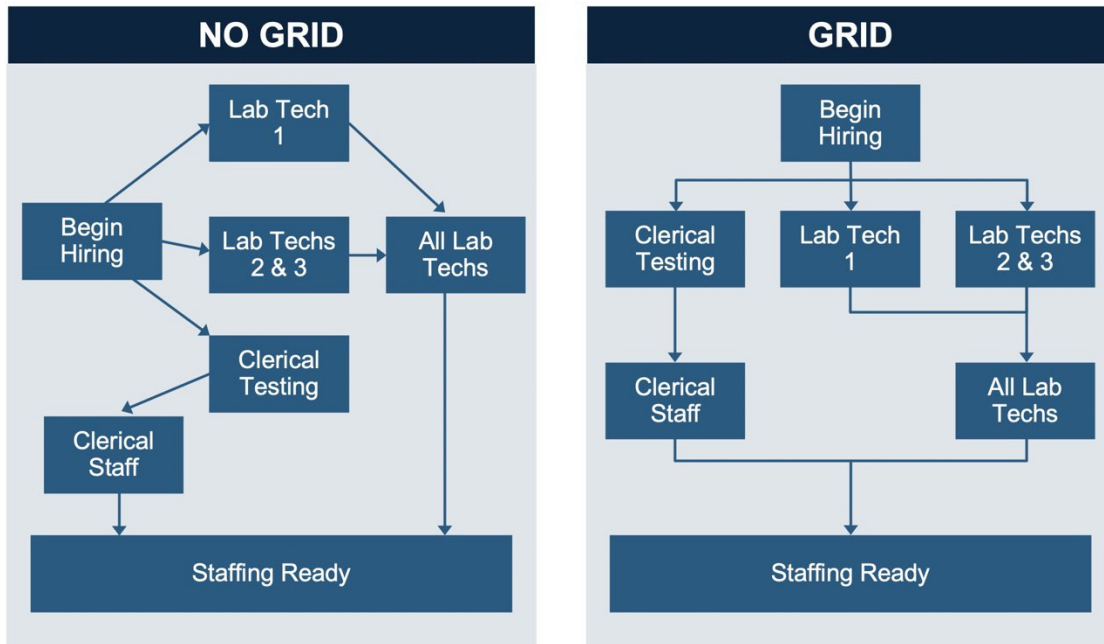 NO GRID
Lab Tech
1
Begin
Hiring
Lab Techs
2 & 3
All Lab
Techs
Clerical
Testing
Clerical
Staff
Staffing Ready
GRID
Begin
Hiring
Clerical
Testing
Lab Tech
1
Lab Techs
2 & 3
Clerical
Staff
All Lab
Techs
Staffing Ready